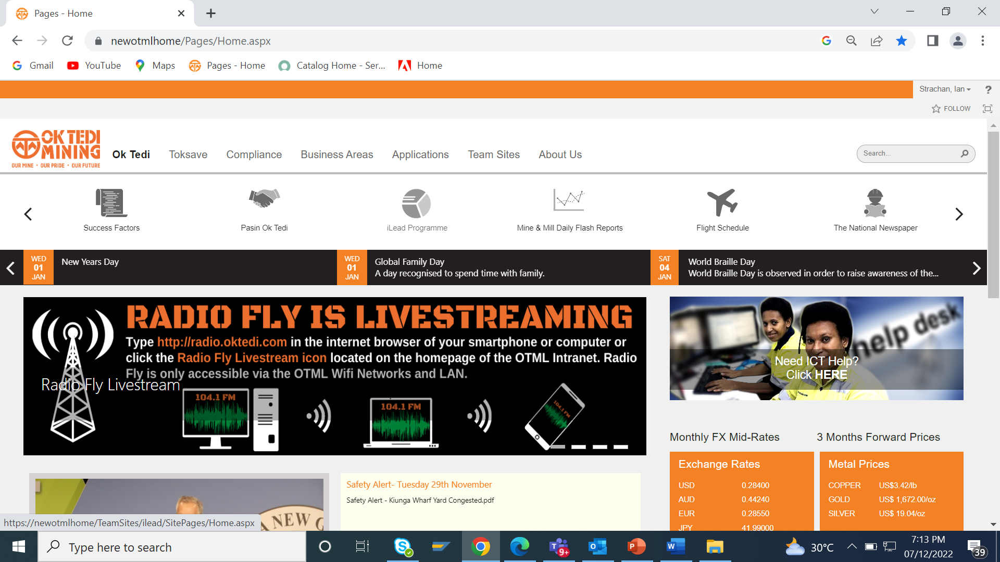 Pages - Home
newotmlhome/Pages/Home.aspx
Gmail
YouTube
Maps
Pages - Home
Catalog Home - Ser...
Home
Strachan, Ian
?
FOLLOW
OK TEDI
MINING
OUR MINE • OUR PRIDE • OUR FUTURE
Ok Tedi
Toksave
Compliance
Business Areas
Applications
Team Sites
About Us
Search...
Success Factors
Pasin Ok Tedi
iLead Programme
Mine & Mill Daily Flash Reports
Flight Schedule
The National Newspaper
WED
01
JAN
New Years Day
WED
01
JAN
Global Family Day
A day recognised to spend time with family.
SAT
04
JAN
World Braille Day
World Braille Day is observed in order to raise awareness of the...
RADIO FLY IS LIVESTREAMING
Type http://radio.oktedi.com in the internet browser of your smartphone or computer or
click the Radio Fly Livestream icon located on the homepage of the OTML Intranet. Radio
Fly is only accessible via the OTML Wifi Networks and LAN.
Radio Fly Livestream
104.1 FM
104.1 FM
104.1 FM
help desk
Need ICT Help?
Click HERE
Monthly FX Mid-Rates
3 Months Forward Prices
Exchange Rates
USD 0.28400
AUD 0.44240
EUR 0.28550
JPY 41.99000
Metal Prices
COPPER US$3.42/lb
GOLD US$ 1,672.00/oz
SILVER US$ 19.04/oz
Safety Alert- Tuesday 29th November
Safety Alert - Kiunga Wharf Yard Congested.pdf
NEW G
https://newotmlhome/TeamSites/ilead/SitePages/Home.aspx
Type here to search
9+
30°C
7:13 PM
07/12/2022
39